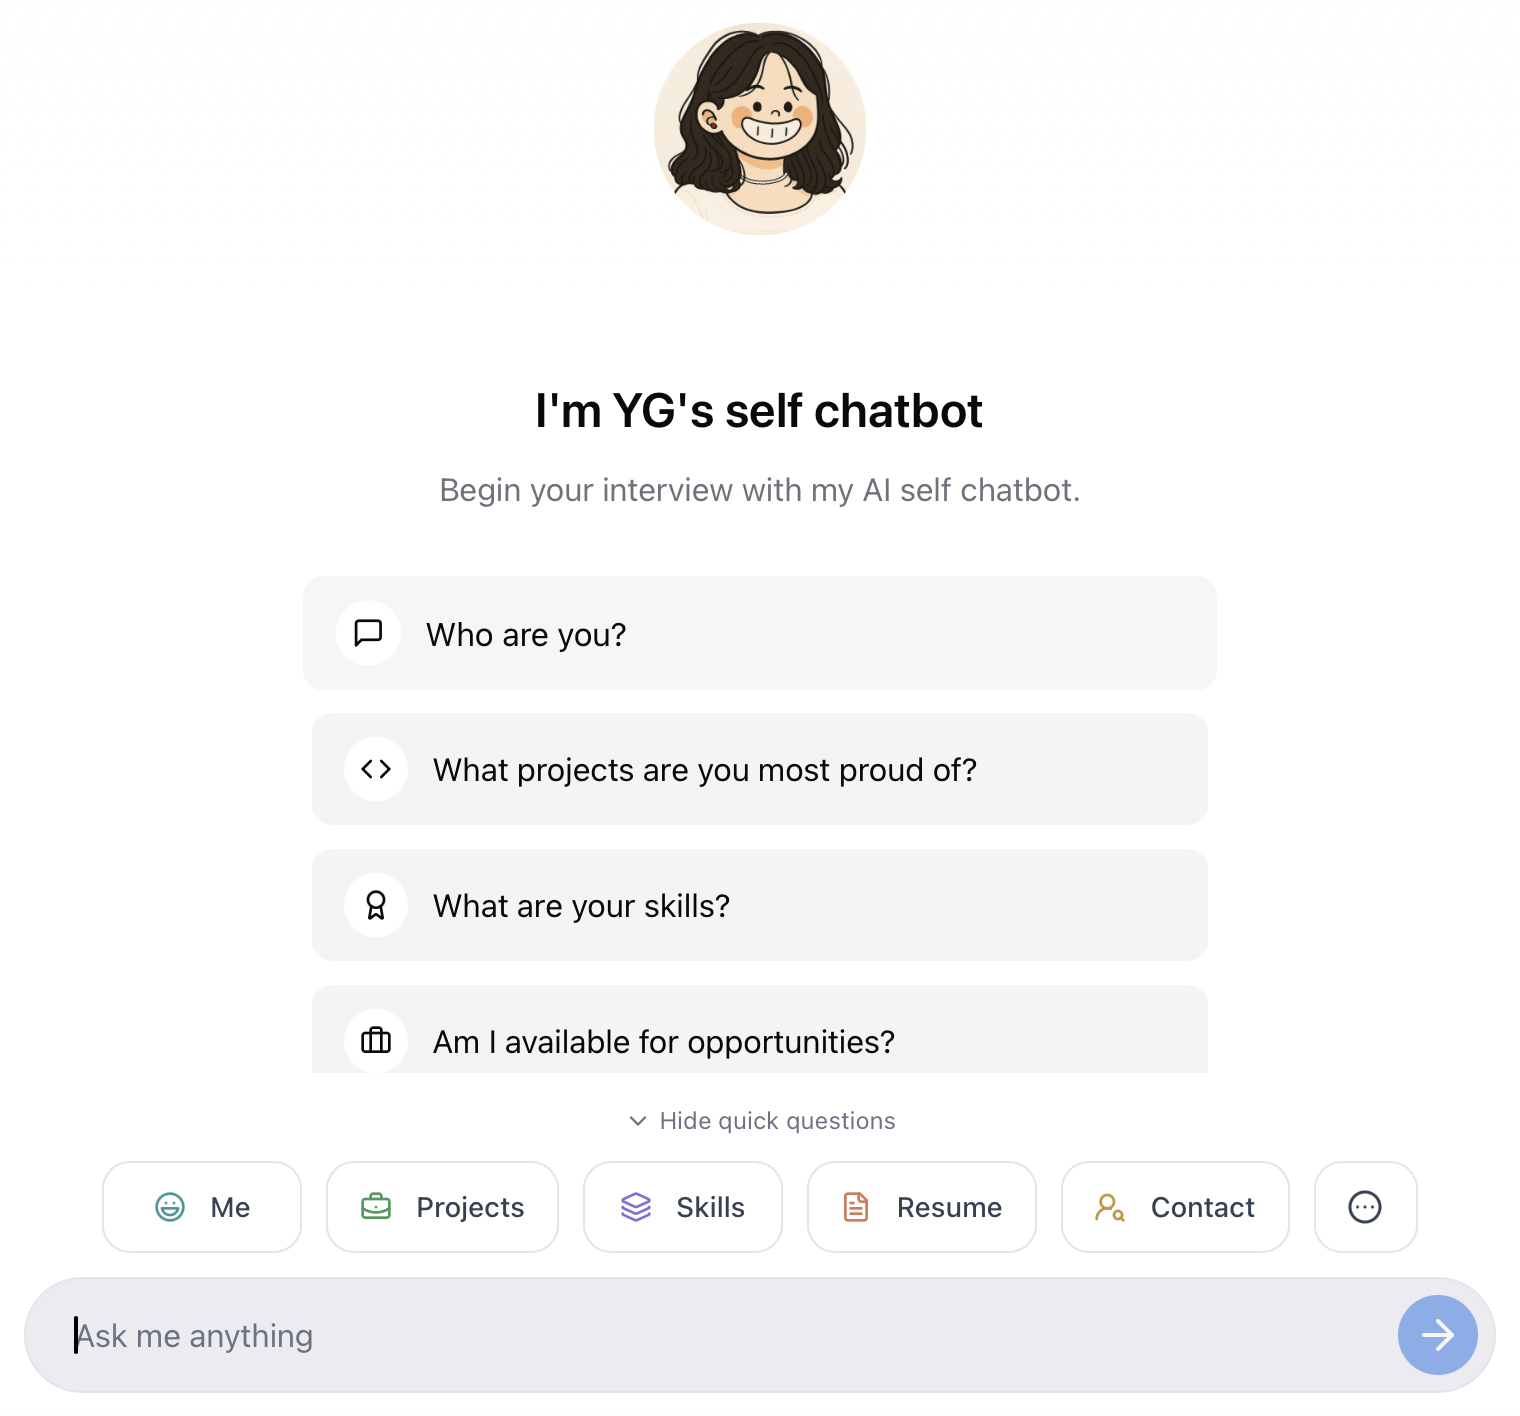 I'm YG's self chatbot
Begin your interview with my AI self chatbot.
Who are you?
What projects are you most proud of?
What are your skills?
Am I available for opportunities?
Hide quick questions
Me
Projects
Skills
Resume
Contact
Ask me anything